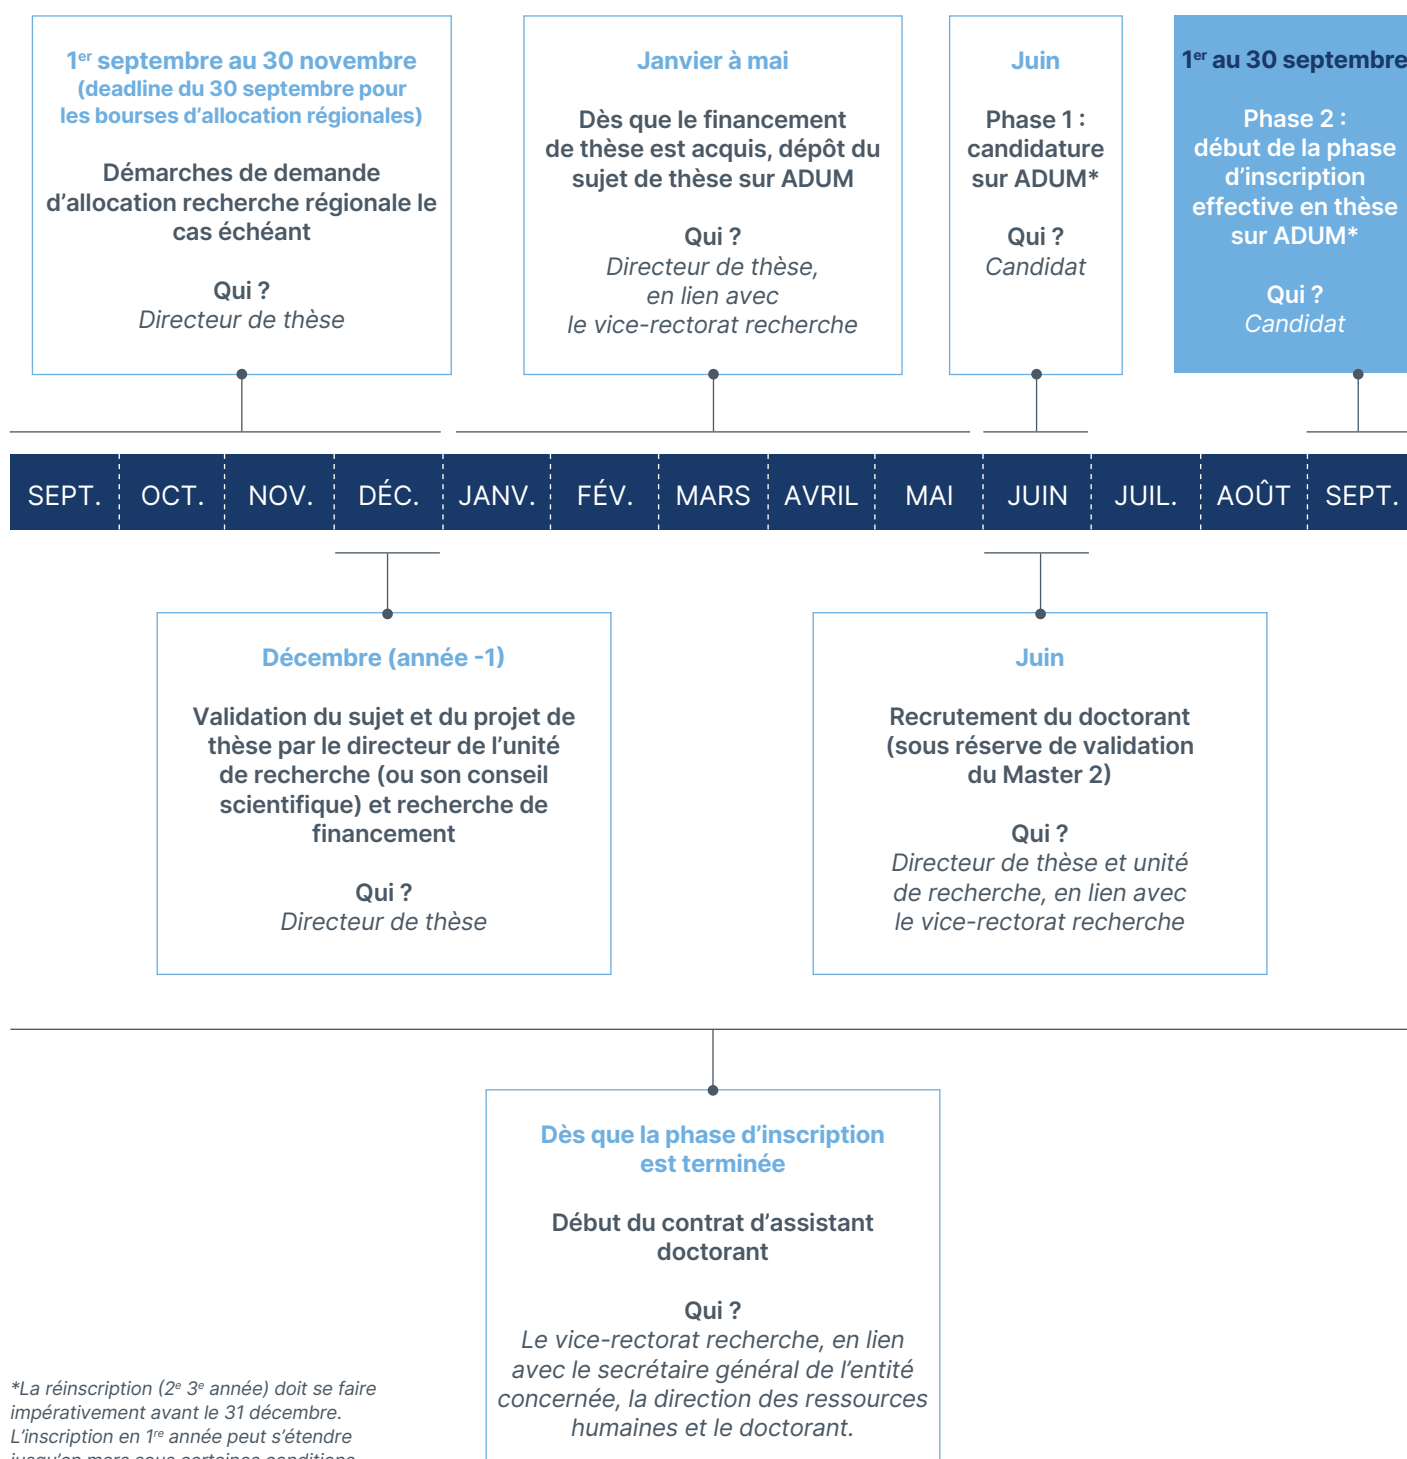 1er septembre au 30 novembre
(deadline du 30 septembre pour
les bourses d'allocation régionales)
Démarches de demande
d'allocation recherche régionale le
cas échéant
Qui ?
Directeur de thèse
Janvier à mai
Dès que le financement
de thèse est acquis, dépôt du
sujet de thèse sur ADUM
Qui ?
Directeur de thèse,
en lien avec
le vice-rectorat recherche
Juin
Phase 1 :
candidature
sur ADUM*
Qui ?
Candidat
1er au 30 septembre
Phase 2 :
début de la phase
d'inscription
effective en thèse
sur ADUM*
Qui ?
Candidat
SEPT. OCT. NOV. DÉC. JANV. FÉV. MARS AVRIL MAI JUIN JUIL. AOÛT SEPT.
Décembre (année -1)
Validation du sujet et du projet de
thèse par le directeur de l'unité
de recherche (ou son conseil
scientifique) et recherche de
financement
Qui ?
Directeur de thèse
Juin
Recrutement du doctorant
(sous réserve de validation
du Master 2)
Qui ?
Directeur de thèse et unité
de recherche, en lien avec
le vice-rectorat recherche
Dès que la phase d'inscription
est terminée
Début du contrat d'assistant
doctorant
Qui ?
Le vice-rectorat recherche, en lien
avec le secrétaire général de l'entité
concernée, la direction des ressources
humaines et le doctorant.
*La réinscription (2e 3e année) doit se faire
impérativement avant le 31 décembre.
L'inscription en 1re année peut s'étendre
jusqu'en mars sous certaines conditions